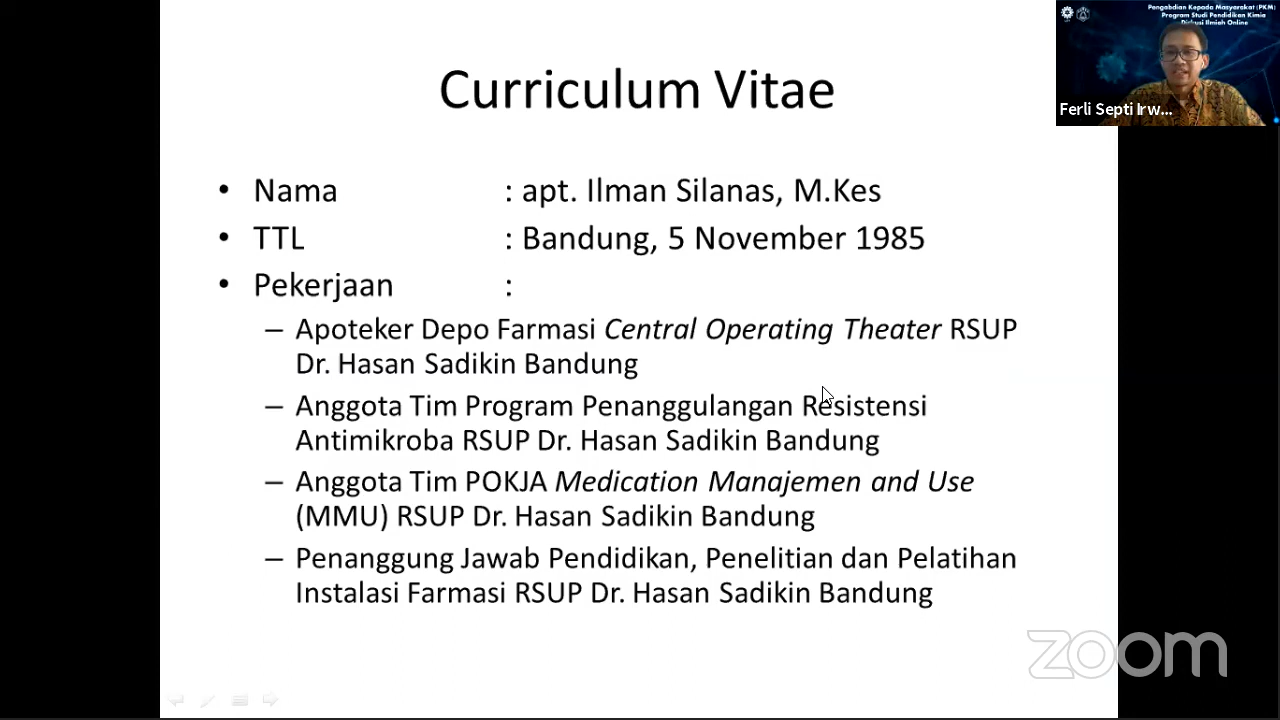 Curriculum Vitae
• Nama : apt. Ilman Silanas, M.Kes
• TTL : Bandung, 5 November 1985
• Pekerjaan :
– Apoteker Depo Farmasi Central Operating Theater RSUP
Dr. Hasan Sadikin Bandung
– Anggota Tim Program Penanggulangan Resistensi
Antimikroba RSUP Dr. Hasan Sadikin Bandung
– Anggota Tim POKJA Medication Manajemen and Use
(MMU) RSUP Dr. Hasan Sadikin Bandung
– Penanggung Jawab Pendidikan, Penelitian dan Pelatihan
Instalasi Farmasi RSUP Dr. Hasan Sadikin Bandung
Pengabdian Kepada Masyarakat (PKM)
Program Studi Pendidikan Kimia
Diskusi Ilmiah Online
Ferli Septi Irw...
zoom